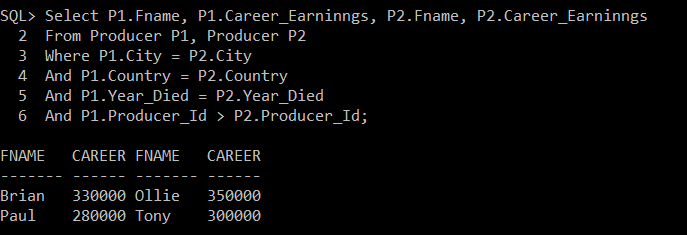 SQL> Select P1.Fname, P1.Career_Earninngs, P2.Fname, P2.Career_Earninngs
2 From Producer P1, Producer P2
3 Where P1.City = P2.City
4 And P1.Country = P2.Country
5 And P1.Year_Died = P2.Year_Died
6 And P1.Producer_Id > P2.Producer_Id;
FNAME CAREER FNAME CAREER
------- ------ ------- ------
Brian 330000 Ollie 350000
Paul 280000 Tony 300000